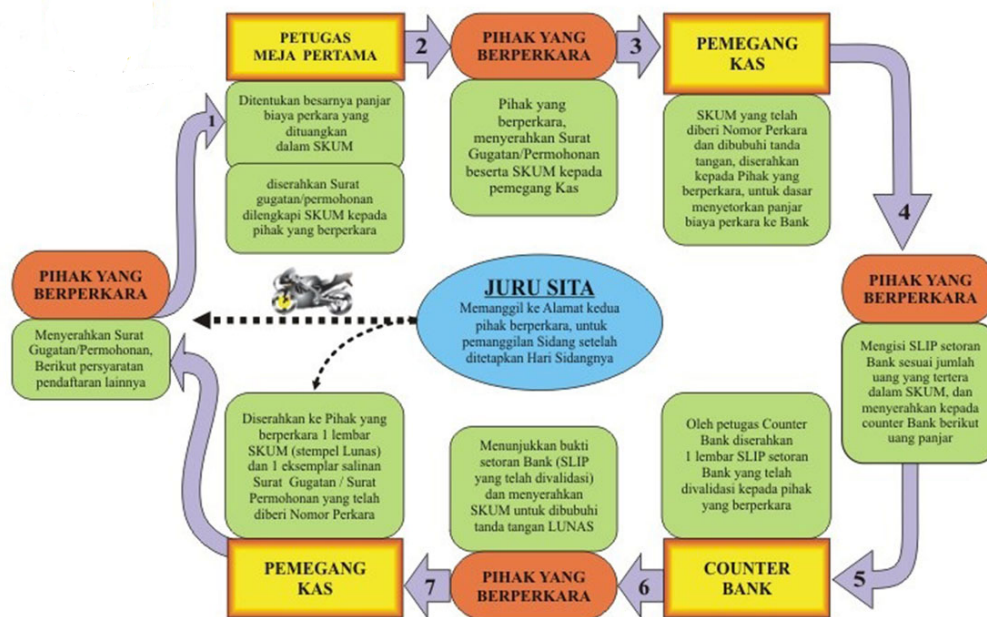 PIHAK YANG
BERPERKARA
Menyerahkan Surat
Gugatan/Permohonan,
Berikut persyaratan
pendaftaran lainnya
1
PETUGAS
MEJA PERTAMA
Ditentukan besarnya panjar
biaya perkara yang
dituangkan
dalam SKUM
diserahkan Surat
gugatan/permohonan
dilengkapi SKUM kepada
pihak yang berperkara
2
PIHAK YANG
BERPERKARA
Pihak yang
berperkara,
menyerahkan Surat
Gugatan/Permohonan
beserta SKUM kepada
pemegang Kas
3
PEMEGANG
KAS
SKUM yang telah
diberi Nomor Perkara
dan dibubuhi tanda
tangan, diserahkan
kepada Pihak yang
berperkara, untuk dasar
menyetorkan panjar
biaya perkara ke Bank
4
PIHAK YANG
BERPERKARA
Mengisi SLIP setoran
Bank sesuai jumlah
uang yang tertera
dalam SKUM, dan
menyerahkan kepada
counter Bank berikut
uang panjar
5
COUNTER
BANK
Oleh petugas Counter
Bank diserahkan
1 lembar SLIP setoran
Bank yang telah
divalidasi kepada pihak
yang berperkara
6
PIHAK YANG
BERPERKARA
Menunjukkan bukti
setoran Bank (SLIP
yang telah divalidasi)
dan menyerahkan
SKUM untuk dibubuhi
tanda tangan LUNAS
7
PEMEGANG
KAS
Diserahkan ke Pihak yang
berperkara 1 lembar
SKUM (stempel Lunas)
dan 1 eksemplar salinan
Surat Gugatan / Surat
Permohonan yang telah
diberi Nomor Perkara
JURU SITA
Memanggil ke Alamat kedua
pihak berperkara, untuk
pemanggilan Sidang setelah
ditetapkan Hari Sidangnya